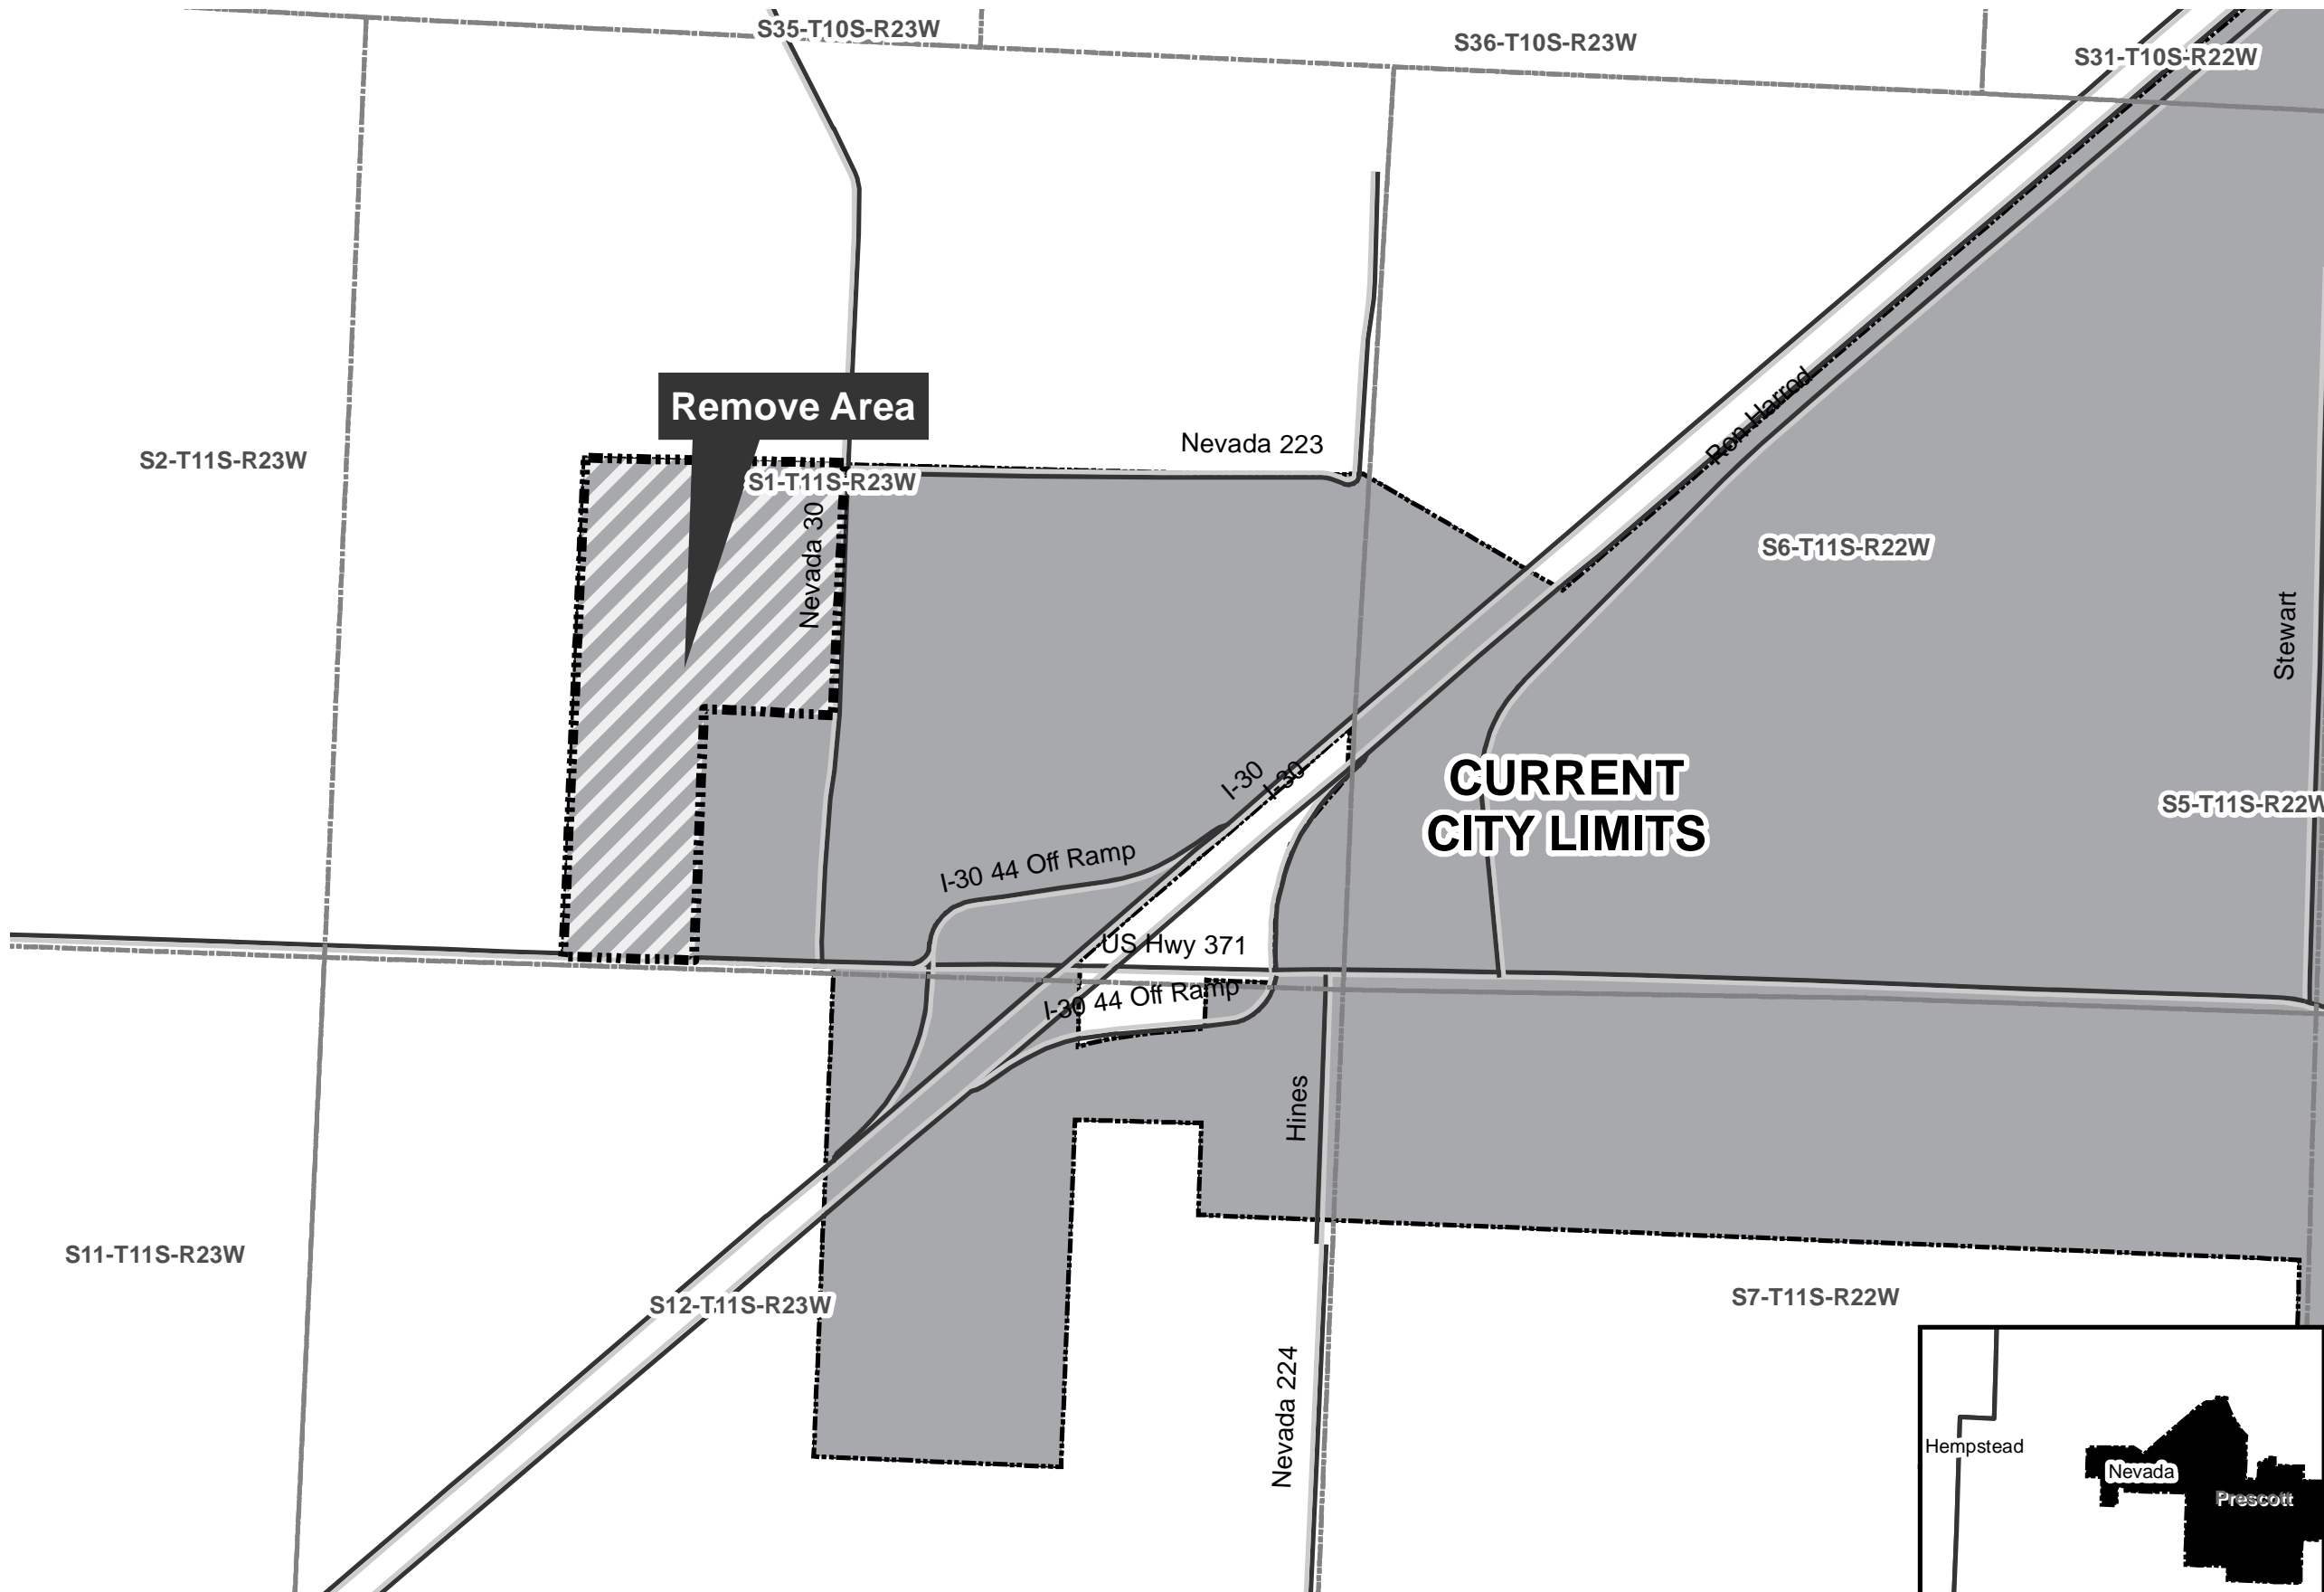 S35-T10S-R23W
S36-T10S-R23W
S31-T10S-R22W
Remove Area
Ron Harrod
Nevada 223
S2-T11S-R23W
S1-T11S-R23W
Nevada 30
S6-T11S-R22W
Stewart
I-30
I-30
CURRENT
CITY LIMITS
S5-T11S-R22W
I-30 44 Off Ramp
US Hwy 371
I-30 44 Off Ramp
Hines
S11-T11S-R23W
S12-T11S-R23W
S7-T11S-R22W
Nevada 224
Hempstead
Nevada
Prescott